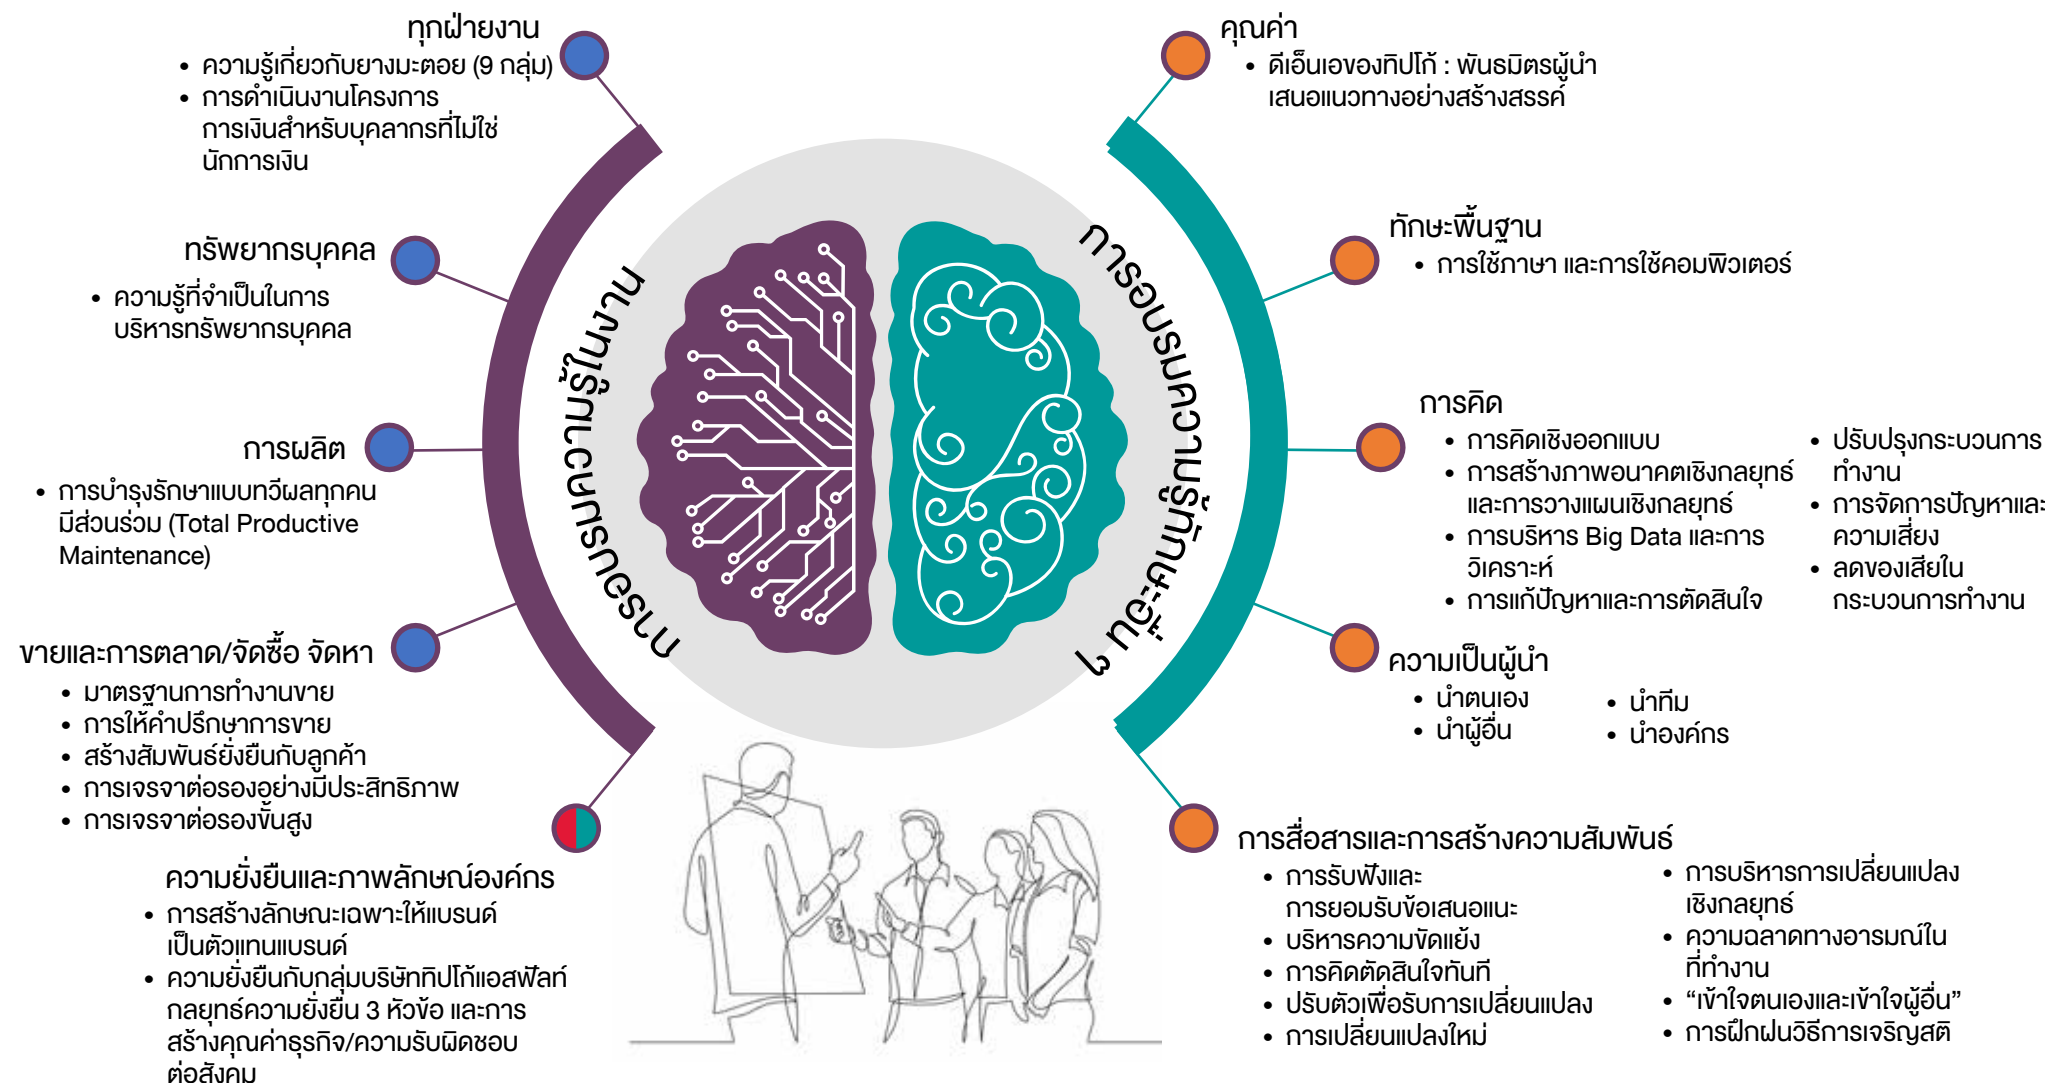 ทุกฝ่ายงาน
• ความรู้เกี่ยวกับยางมะตอย (9 กลุ่ม)
• การดำเนินงานโครงการ
การเงินสำหรับบุคลากรที่ไม่ใช่
นักการเงิน
ทรัพยากรบุคคล
• ความรู้ที่จำเป็นในการ
บริหารทรัพยากรบุคคล
การผลิต
• การบำรุงรักษาแบบทวีผลทุกคน
มีส่วนร่วม (Total Productive
Maintenance)
ขายและการตลาด/จัดซื้อ จัดหา
• มาตรฐานการทำงานขาย
• การให้คำปรึกษาการขาย
• สร้างสัมพันธ์ยั่งยืนกับลูกค้า
• การเจรจาต่อรองอย่างมีประสิทธิภาพ
• การเจรจาต่อรองขั้นสูง
ความยั่งยืนและภาพลักษณ์องค์กร
• การสร้างลักษณะเฉพาะให้แบรนด์
เป็นตัวแทนแบรนด์
• ความยั่งยืนกับกลุ่มบริษัททิปโก้แอสฟัลท์
กลยุทธ์ความยั่งยืน 3 หัวข้อ และการ
สร้างคุณค่าธุรกิจ/ความรับผิดชอบ
ต่อสังคม
การอบรมความรู้ในงาน
การอบรมความรู้ทักษะอื่น ๆ
คุณค่า
• ดีเอ็นเอของทิปโก้ : พันธมิตรผู้นำ
เสนอแนวทางอย่างสร้างสรรค์
ทักษะพื้นฐาน
• การใช้ภาษา และการใช้คอมพิวเตอร์
การคิด
• การคิดเชิงออกแบบ
• การสร้างภาพอนาคตเชิงกลยุทธ์
และการวางแผนเชิงกลยุทธ์
• การบริหาร Big Data และการ
วิเคราะห์
• การแก้ปัญหาและการตัดสินใจ
• ปรับปรุงกระบวนการ
ทำงาน
• การจัดการปัญหาและ
ความเสี่ยง
• ลดของเสียใน
กระบวนการทำงาน
ความเป็นผู้นำ
• นำตนเอง
• นำผู้อื่น
• นำทีม
• นำองค์กร
การสื่อสารและการสร้างความสัมพันธ์
• การรับฟังและ
การยอมรับข้อเสนอแนะ
• บริหารความขัดแย้ง
• การคิดตัดสินใจทันที
• ปรับตัวเพื่อรับการเปลี่ยนแปลง
• การเปลี่ยนแปลงใหม่
• การบริหารการเปลี่ยนแปลง
เชิงกลยุทธ์
• ความฉลาดทางอารมณ์ใน
ที่ทำงาน
• “เข้าใจตนเองและเข้าใจผู้อื่น”
• การฝึกฝนวิธีการเจริญสติ